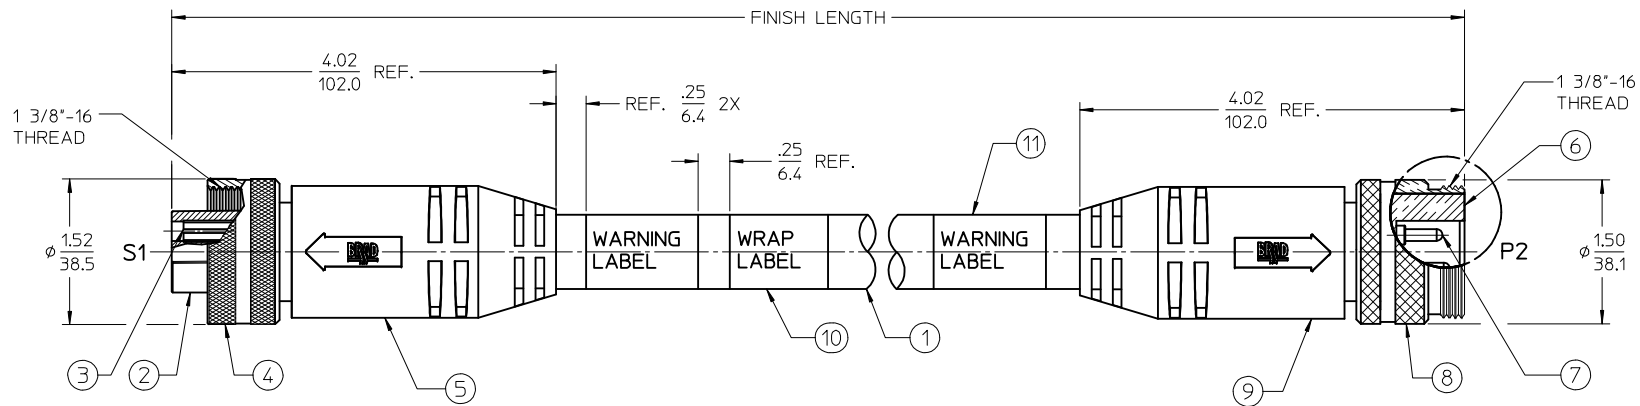 FINISH LENGTH
4.02
102.0
REF.
REF. .25 2X
6.4
4.02
102.0
REF.
1 3/8"-16
THREAD
1 3/8"-16
THREAD
.25
6.4
REF.
11
6
ø 1.52
38.5
S1
BRAD
WARNING
LABEL
WRAP
LABEL
WARNING
LABEL
BRAD
P2
ø 1.50
38.1
3
2
4
5
10
1
9
8
7